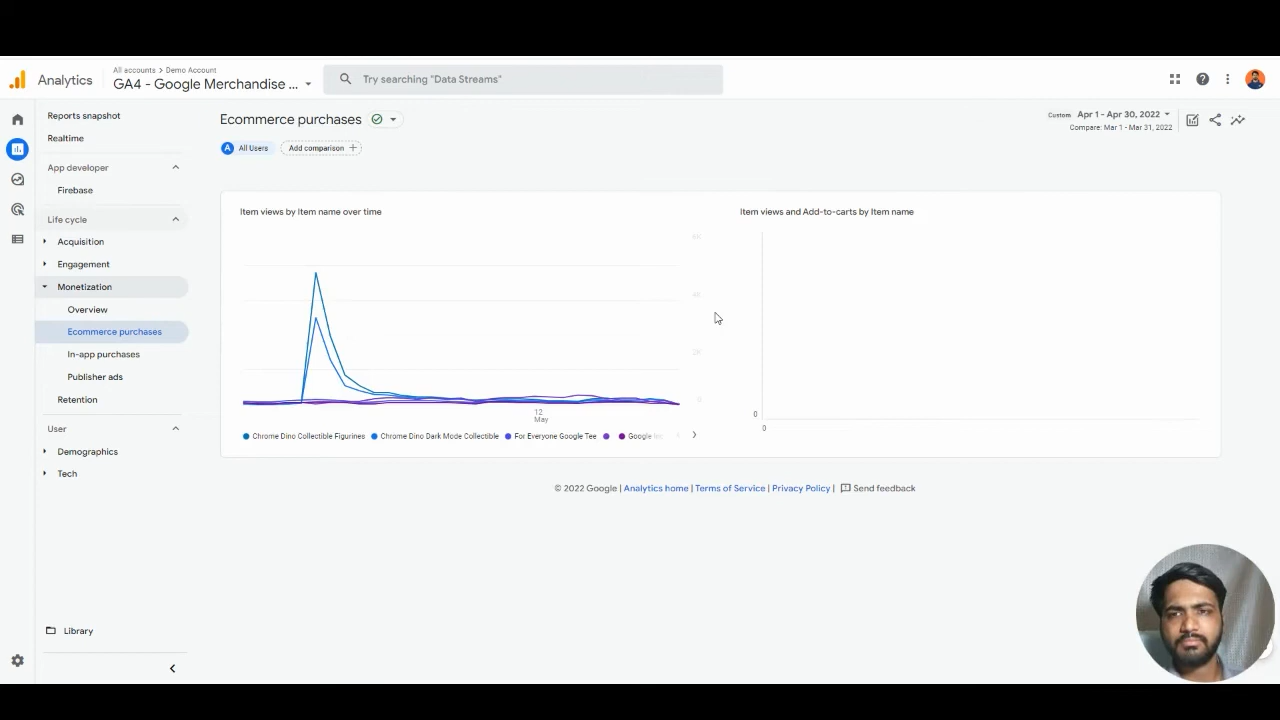 All accounts > Demo Account
Analytics
GA4 - Google Merchandise ...
Try searching "Data Streams"
Reports snapshot
Realtime
App developer
Firebase
Life cycle
Acquisition
Engagement
Monetization
Overview
Ecommerce purchases
In-app purchases
Publisher ads
Retention
User
Demographics
Tech
Library
Ecommerce purchases
Custom Apr 1 - Apr 30, 2022
Compare: Mar 1 - Mar 31, 2022
A All Users
Add comparison +
Item views by Item name over time
6K
4K
2K
0
12
May
Chrome Dino Collectible Figurines Chrome Dino Dark Mode Collectible For Everyone Google Tee Google
Item views and Add-to-carts by Item name
0
0
© 2022 Google | Analytics home | Terms of Service | Privacy Policy | Send feedback